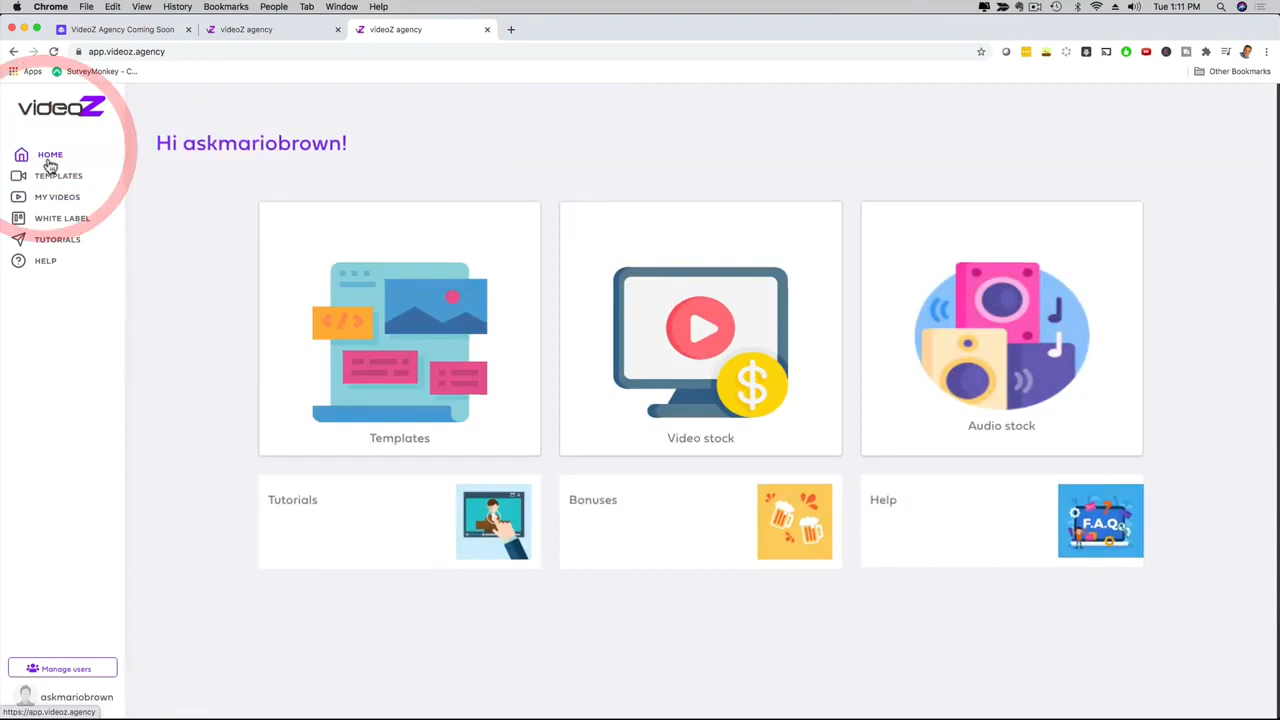 Chrome File Edit View History Bookmarks People Tab Window Help Tue 1:11 PM
VideoZ Agency Coming Soon videoZ agency videoZ agency
app.videoz.agency
Apps SurveyMonkey - C... Other Bookmarks
videoZ
HOME
TEMPLATES
MY VIDEOS
WHITE LABEL
TUTORIALS
HELP
Hi askmariobrown!
Templates
Video stock
Audio stock
Tutorials
Bonuses
Help
F.A.Q
Manage users
askmariobrown
https://app.videoz.agency